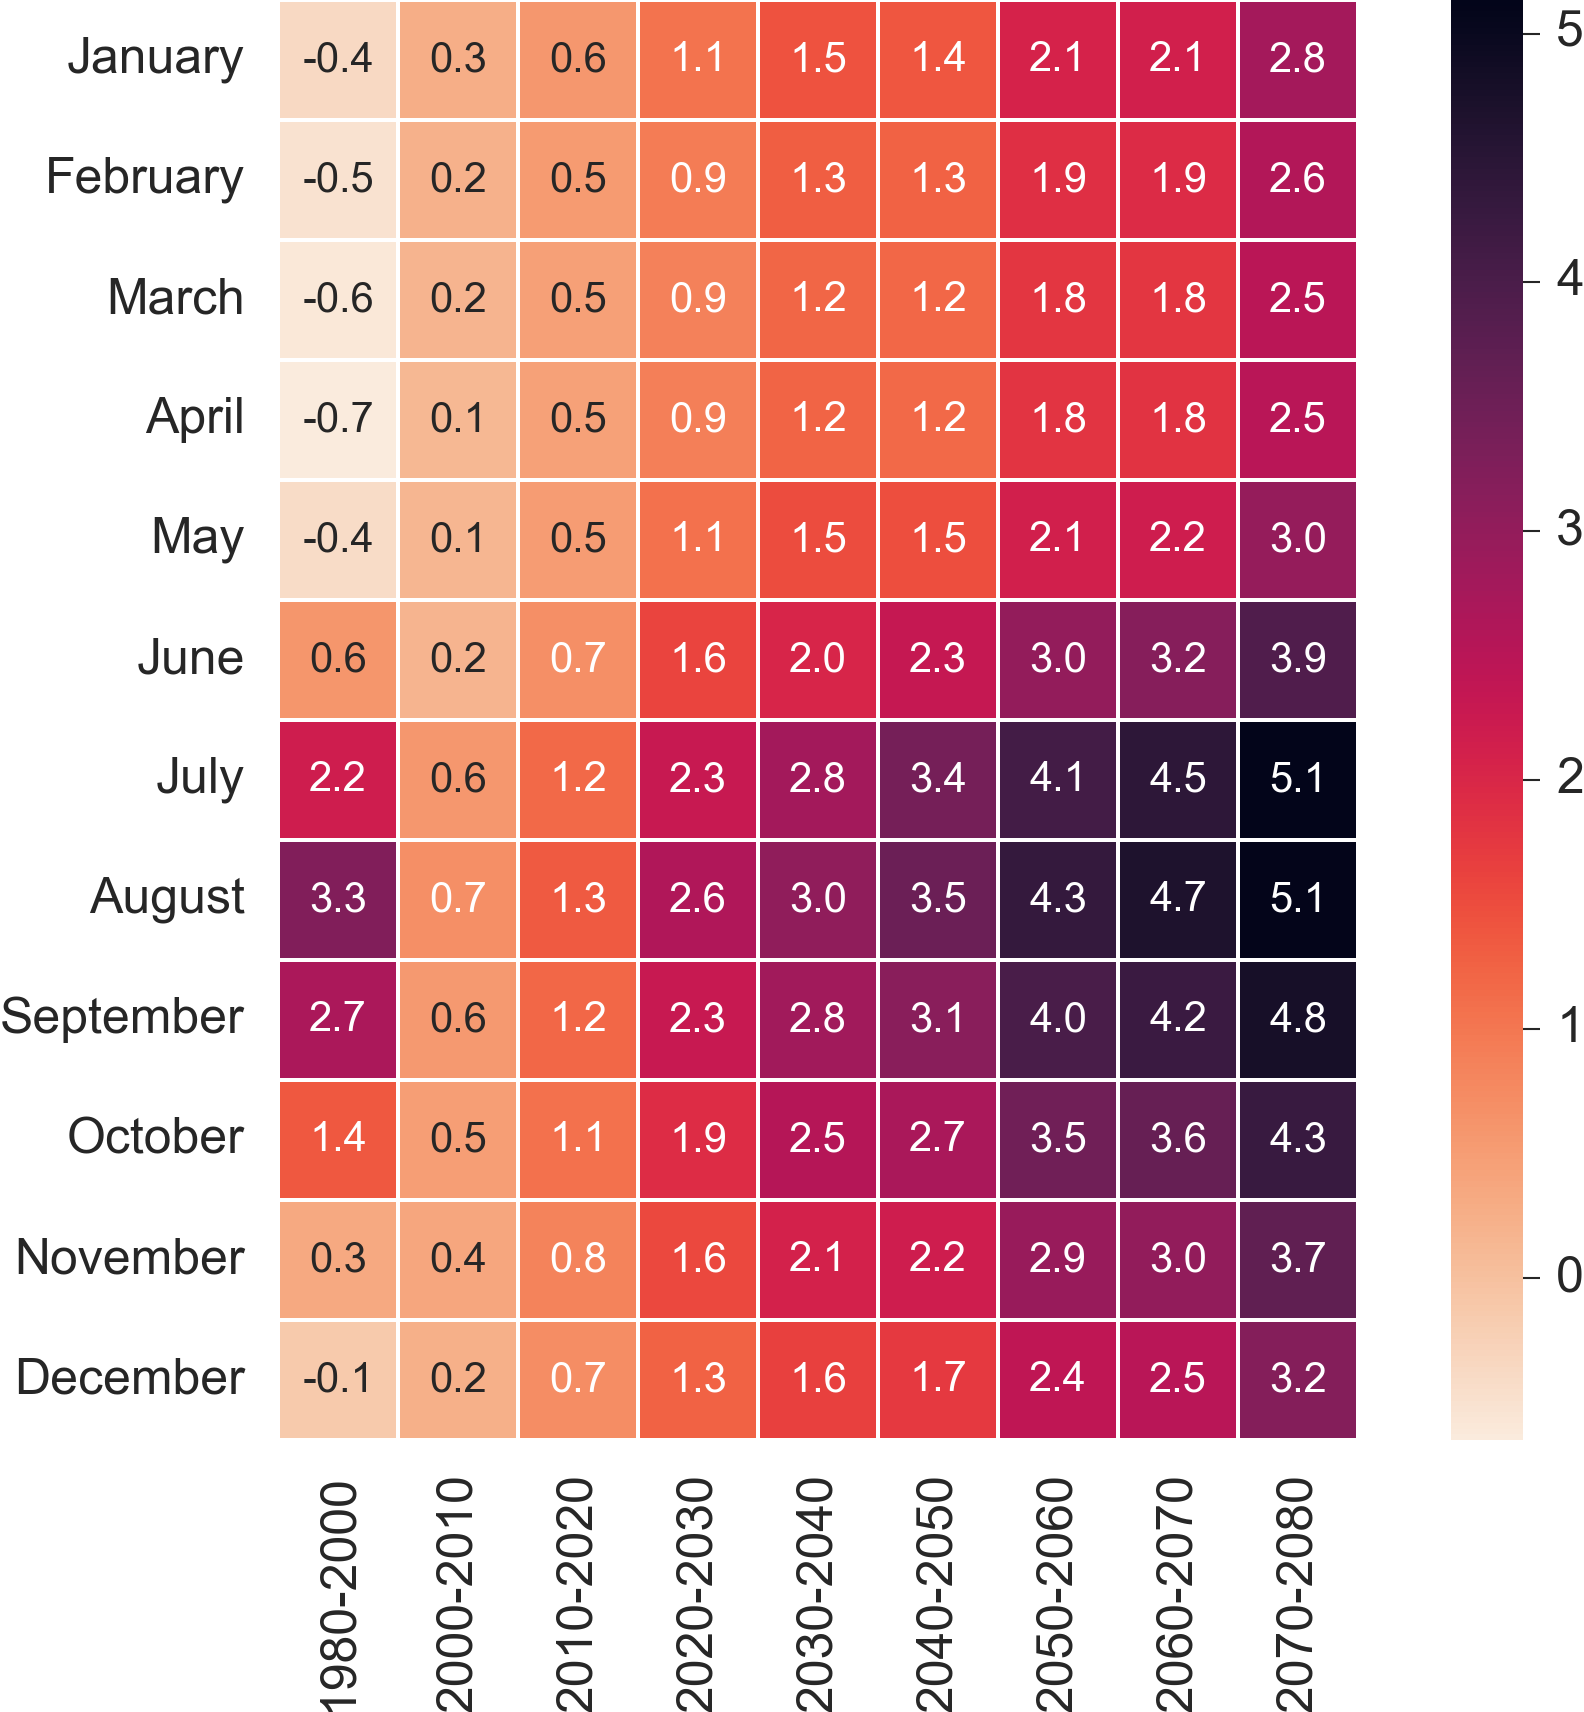 January -0.4 0.3 0.6 1.1 1.5 1.4 2.1 2.1 2.8
February -0.5 0.2 0.5 0.9 1.3 1.3 1.9 1.9 2.6
March -0.6 0.2 0.5 0.9 1.2 1.2 1.8 1.8 2.5
April -0.7 0.1 0.5 0.9 1.2 1.2 1.8 1.8 2.5
May -0.4 0.1 0.5 1.1 1.5 1.5 2.1 2.2 3.0
June 0.6 0.2 0.7 1.6 2.0 2.3 3.0 3.2 3.9
July 2.2 0.6 1.2 2.3 2.8 3.4 4.1 4.5 5.1
August 3.3 0.7 1.3 2.6 3.0 3.5 4.3 4.7 5.1
September 2.7 0.6 1.2 2.3 2.8 3.1 4.0 4.2 4.8
October 1.4 0.5 1.1 1.9 2.5 2.7 3.5 3.6 4.3
November 0.3 0.4 0.8 1.6 2.1 2.2 2.9 3.0 3.7
December -0.1 0.2 0.7 1.3 1.6 1.7 2.4 2.5 3.2
1980-2000
2000-2010
2010-2020
2020-2030
2030-2040
2040-2050
2050-2060
2060-2070
2070-2080
5
4
3
2
1
0